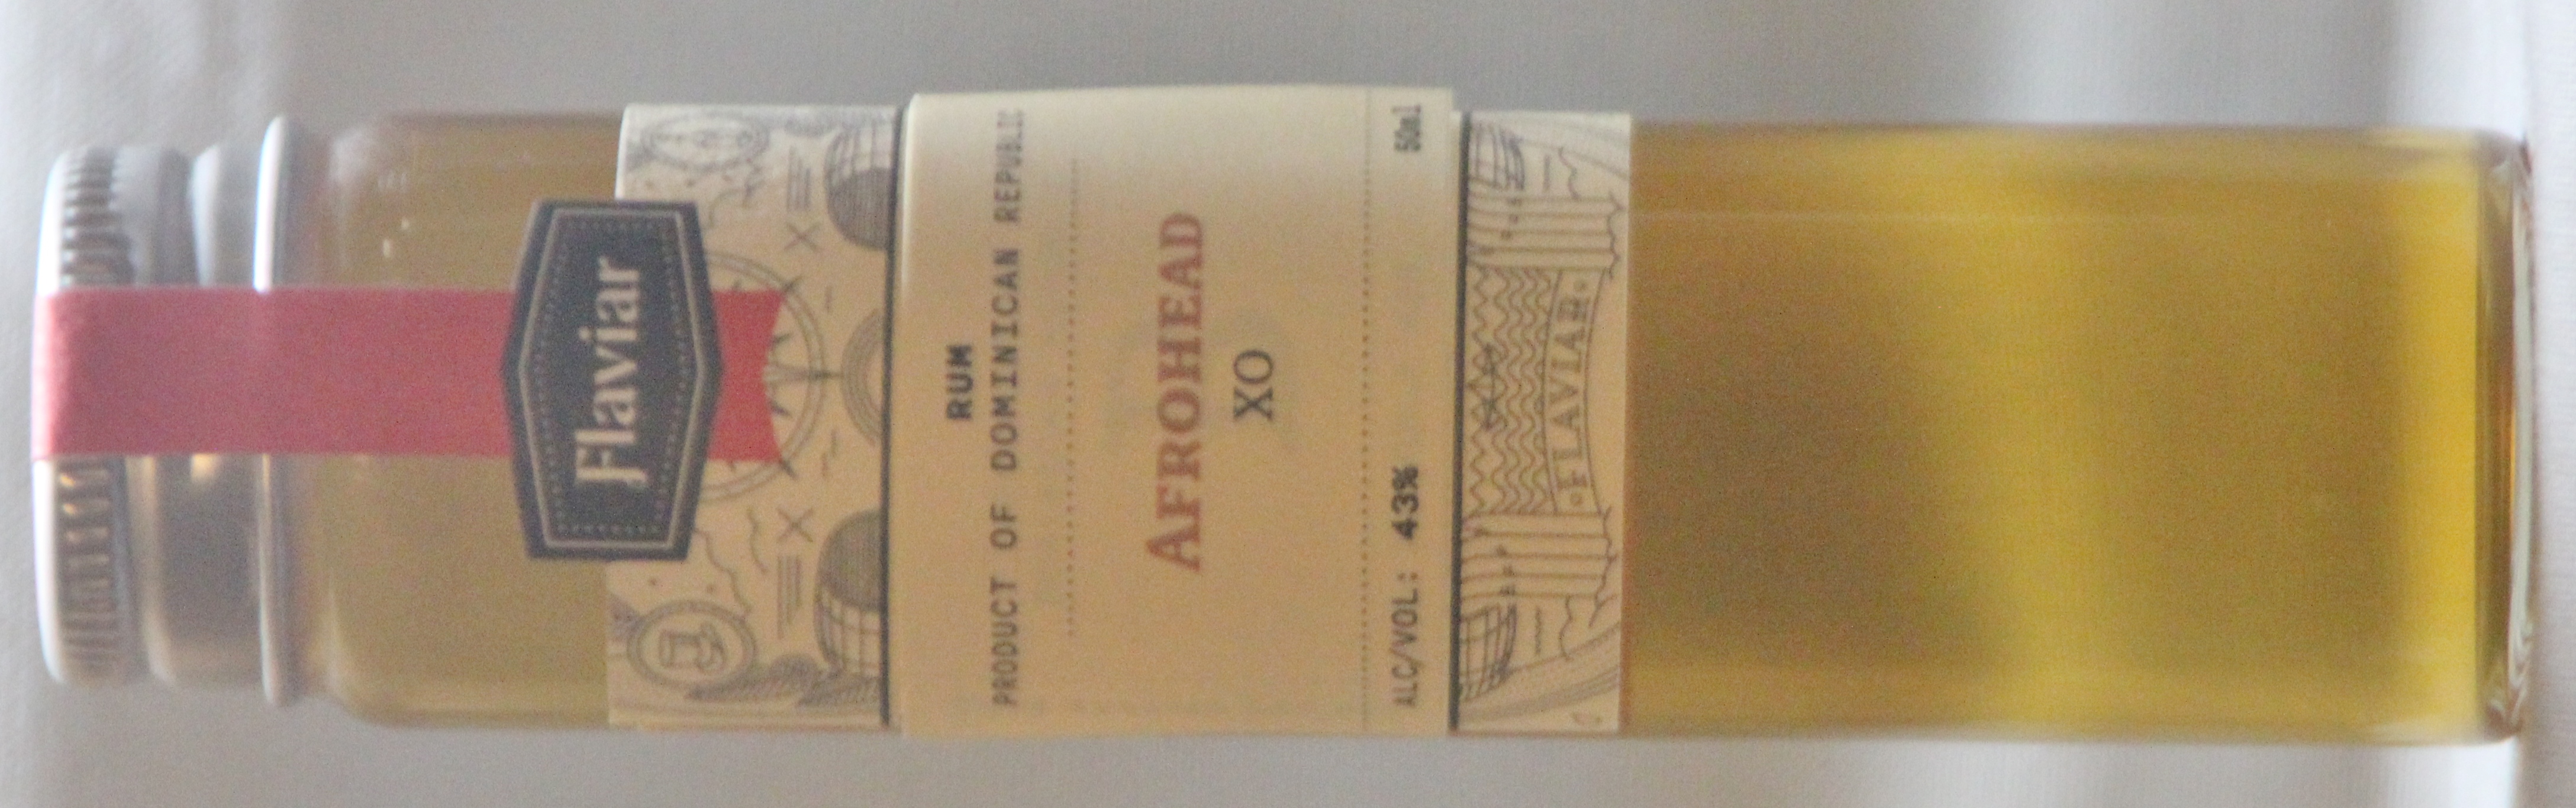 Flaviar
RUM
PRODUCT OF DOMINICAN REPUBLIC
AFROHEAD
XO
ALC/VOL: 43% 50ml
FLAVIAR